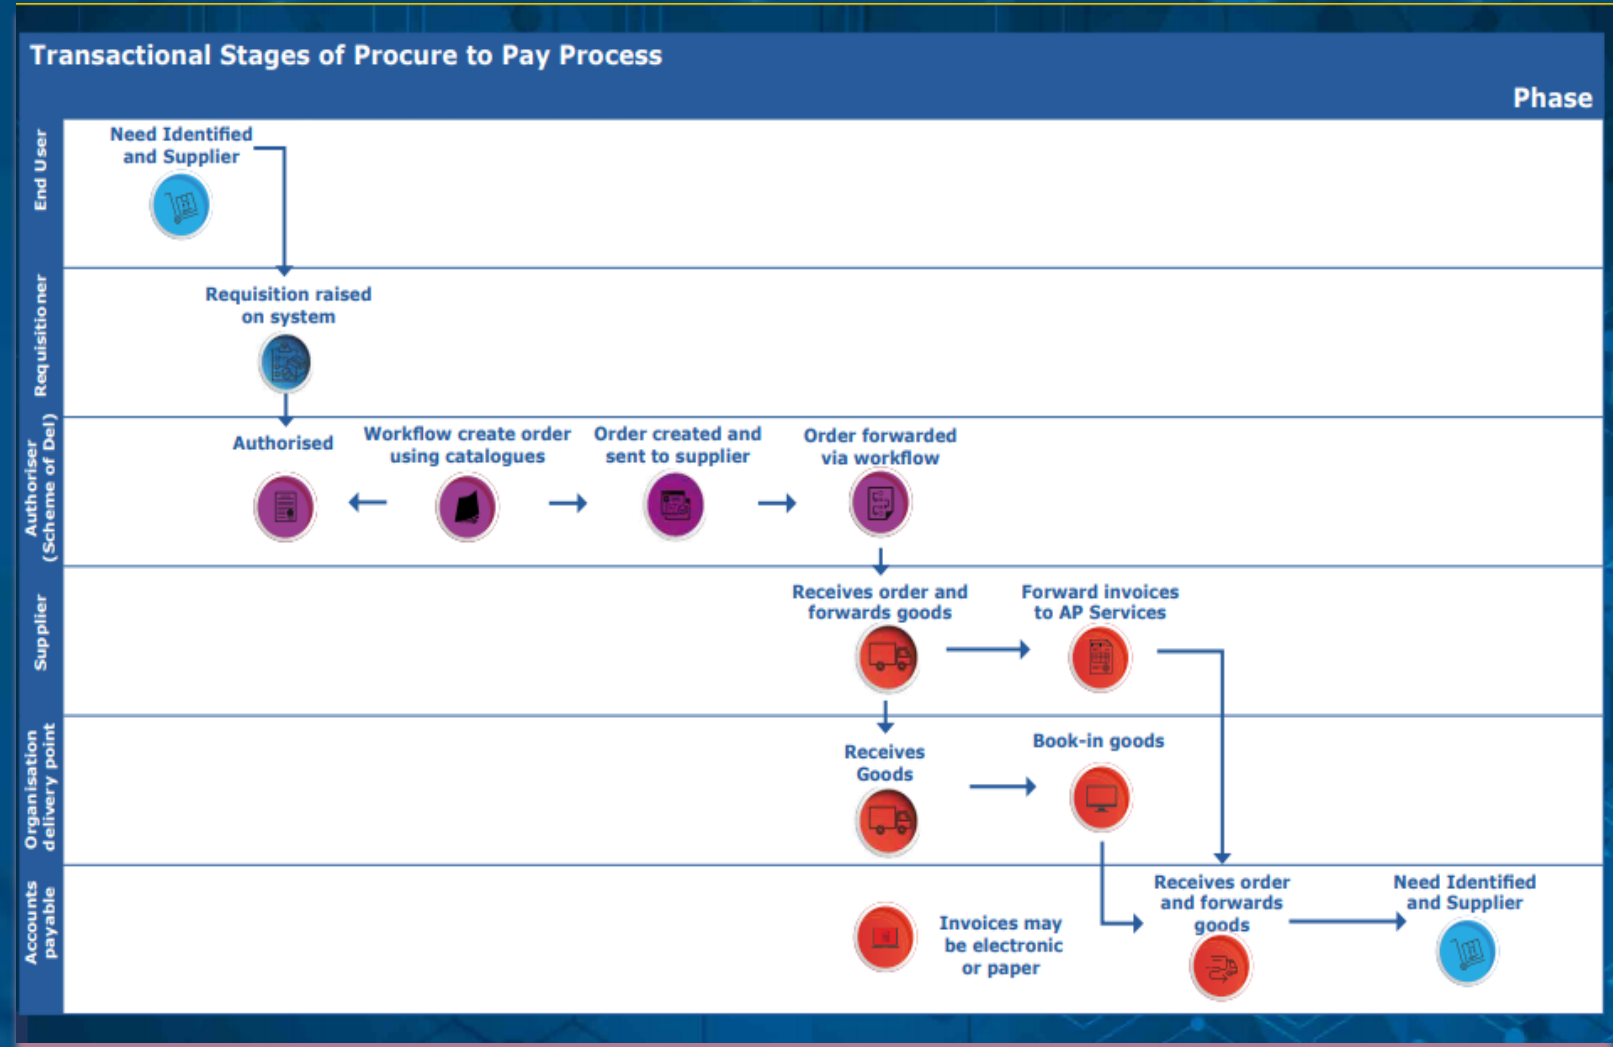 Transactional Stages of Procure to Pay Process
Phase
End User
Need Identified
and Supplier
Requisitioner
Requisition raised
on system
Authoriser
(Scheme of Del)
Authorised
Workflow create order
using catalogues
Order created and
sent to supplier
Order forwarded
via workflow
Supplier
Receives order and
forwards goods
Forward invoices
to AP Services
Organisation
delivery point
Receives
Goods
Book-in goods
Accounts
payable
Invoices may
be electronic
or paper
Receives order
and forwards
goods
Need Identified
and Supplier